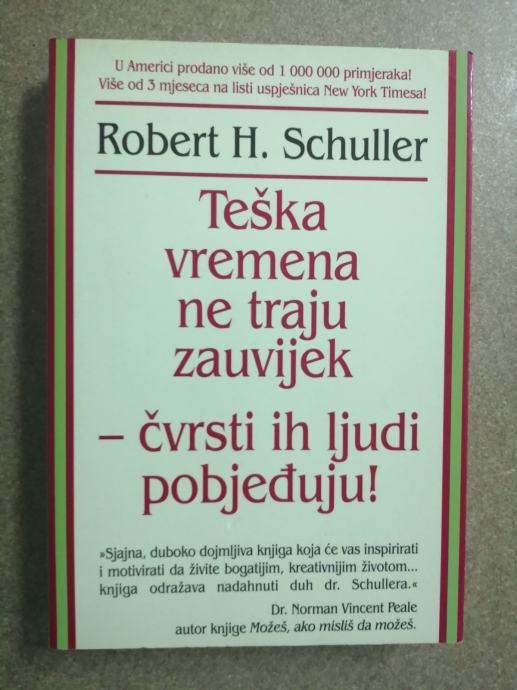 U Americi prodano više od 1 000 000 primjeraka!
Više od 3 mjeseca na listi uspješnica New York Timesa!
Robert H. Schuller
Teška
vremena
ne traju
zauvijek
– čvrsti ih ljudi
pobjeđuju!
»Sjajna, duboko dojmljiva knjiga koja će vas inspirirati
i motivirati da živite bogatijim, kreativnijim životom...
knjiga odražava nadahnuti duh dr. Schullera.«
Dr. Norman Vincent Peale
autor knjige Možeš, ako misliš da možeš.